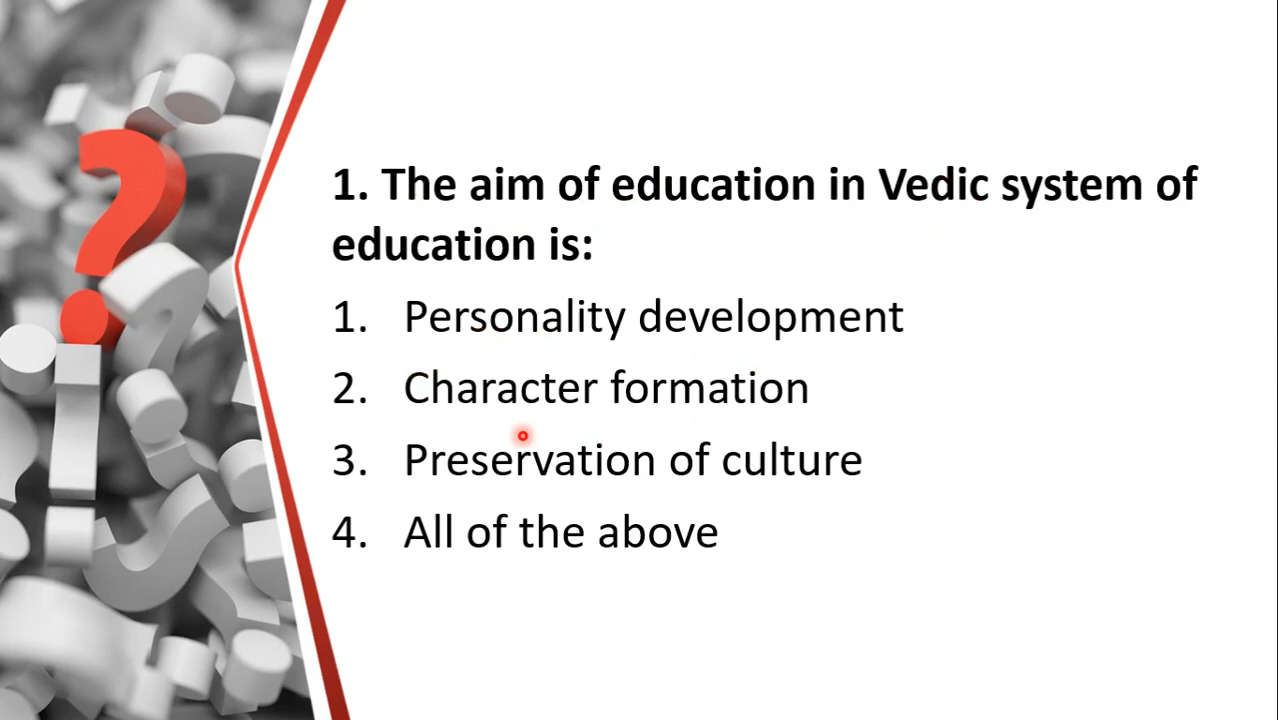 1. The aim of education in Vedic system of
education is:
1. Personality development
2. Character formation
3. Preservation of culture
4. All of the above